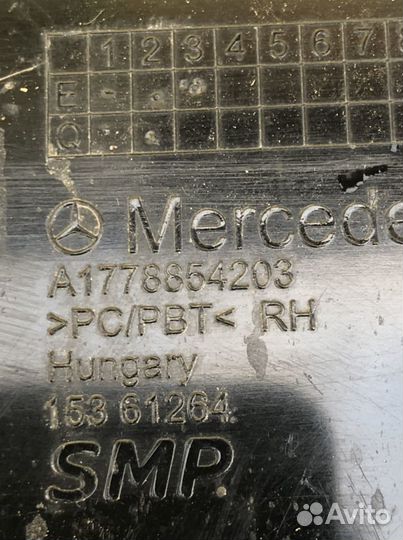 1 2 3 4 5 6 7
E
Q
Mercede
A1778854203
>PC/PBT< RH
Hungary
153 61264
SMP
Avito